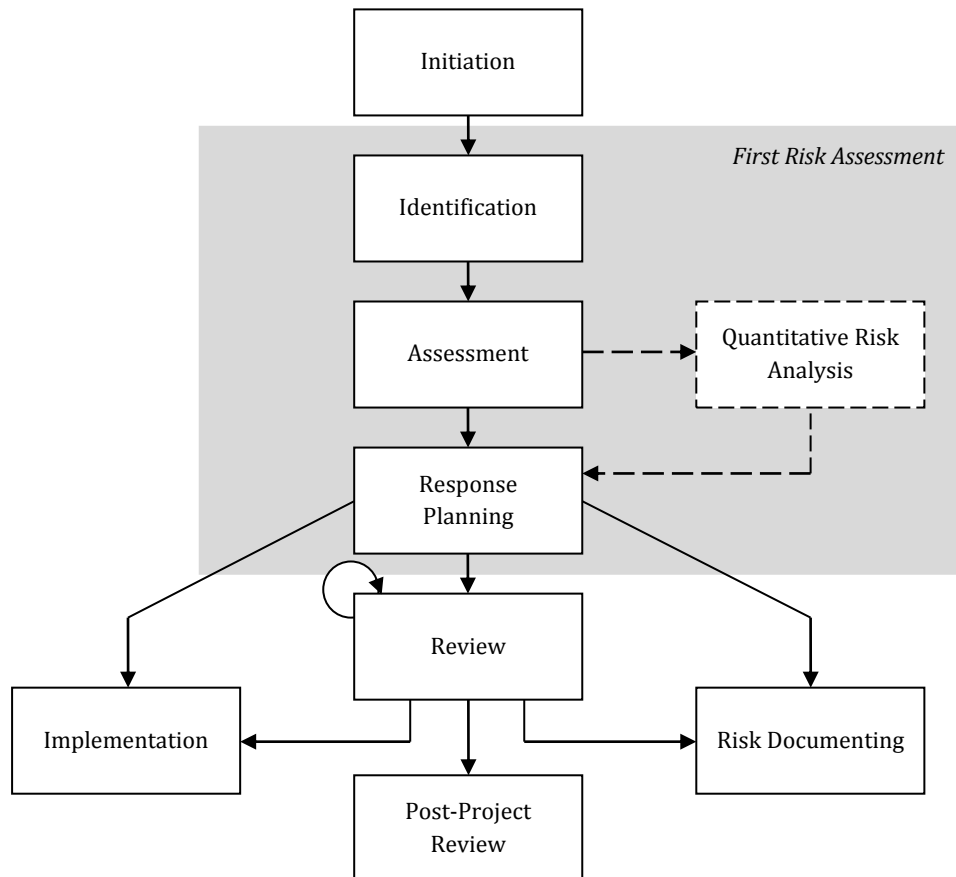 Initiation
First Risk Assessment
Identification
Assessment
Quantitative Risk
Analysis
Response
Planning
Review
Implementation
Risk Documenting
Post-Project
Review